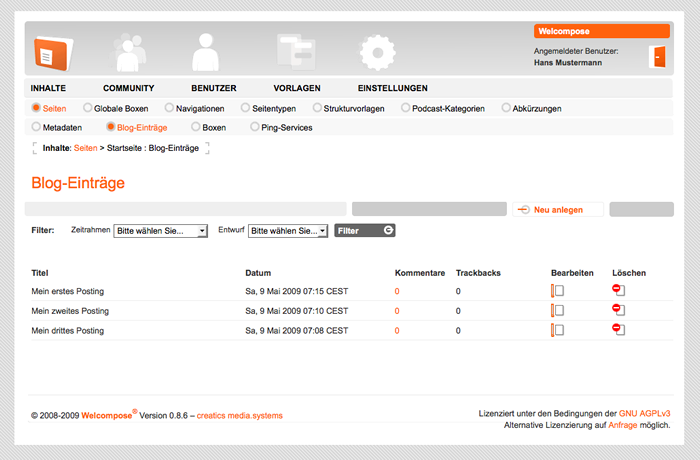 Welcompose
Angemeldeter Benutzer:
Hans Mustermann
INHALTE COMMUNITY BENUTZER VORLAGEN EINSTELLUNGEN
Seiten Globale Boxen Navigationen Seitentypen Strukturvorlagen Podcast-Kategorien Abkürzungen
Metadaten Blog-Einträge Boxen Ping-Services
Inhalte: Seiten > Startseite : Blog-Einträge
Blog-Einträge
Neu anlegen
Filter: Zeitrahmen Bitte wählen Sie... Entwurf Bitte wählen Sie... Filter
Titel Datum Kommentare Trackbacks Bearbeiten Löschen
Mein erstes Posting Sa, 9 Mai 2009 07:15 CEST 0 0
Mein zweites Posting Sa, 9 Mai 2009 07:10 CEST 0 0
Mein drittes Posting Sa, 9 Mai 2009 07:08 CEST 0 0
© 2008-2009 Welcompose® Version 0.8.6 – creatics media.systems
Lizenziert unter den Bedingungen der GNU AGPLv3
Alternative Lizenzierung auf Anfrage möglich.